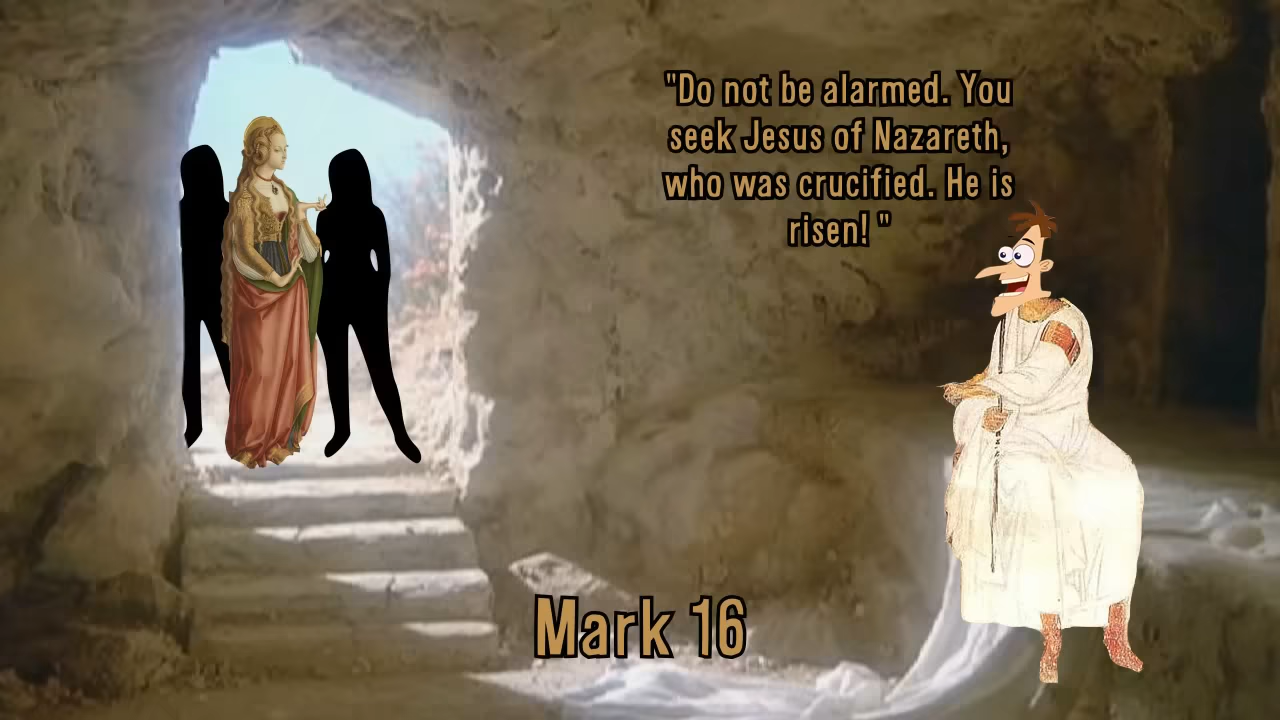 "Do not be alarmed. You
seek Jesus of Nazareth,
who was crucified. He is
risen! "
Mark 16